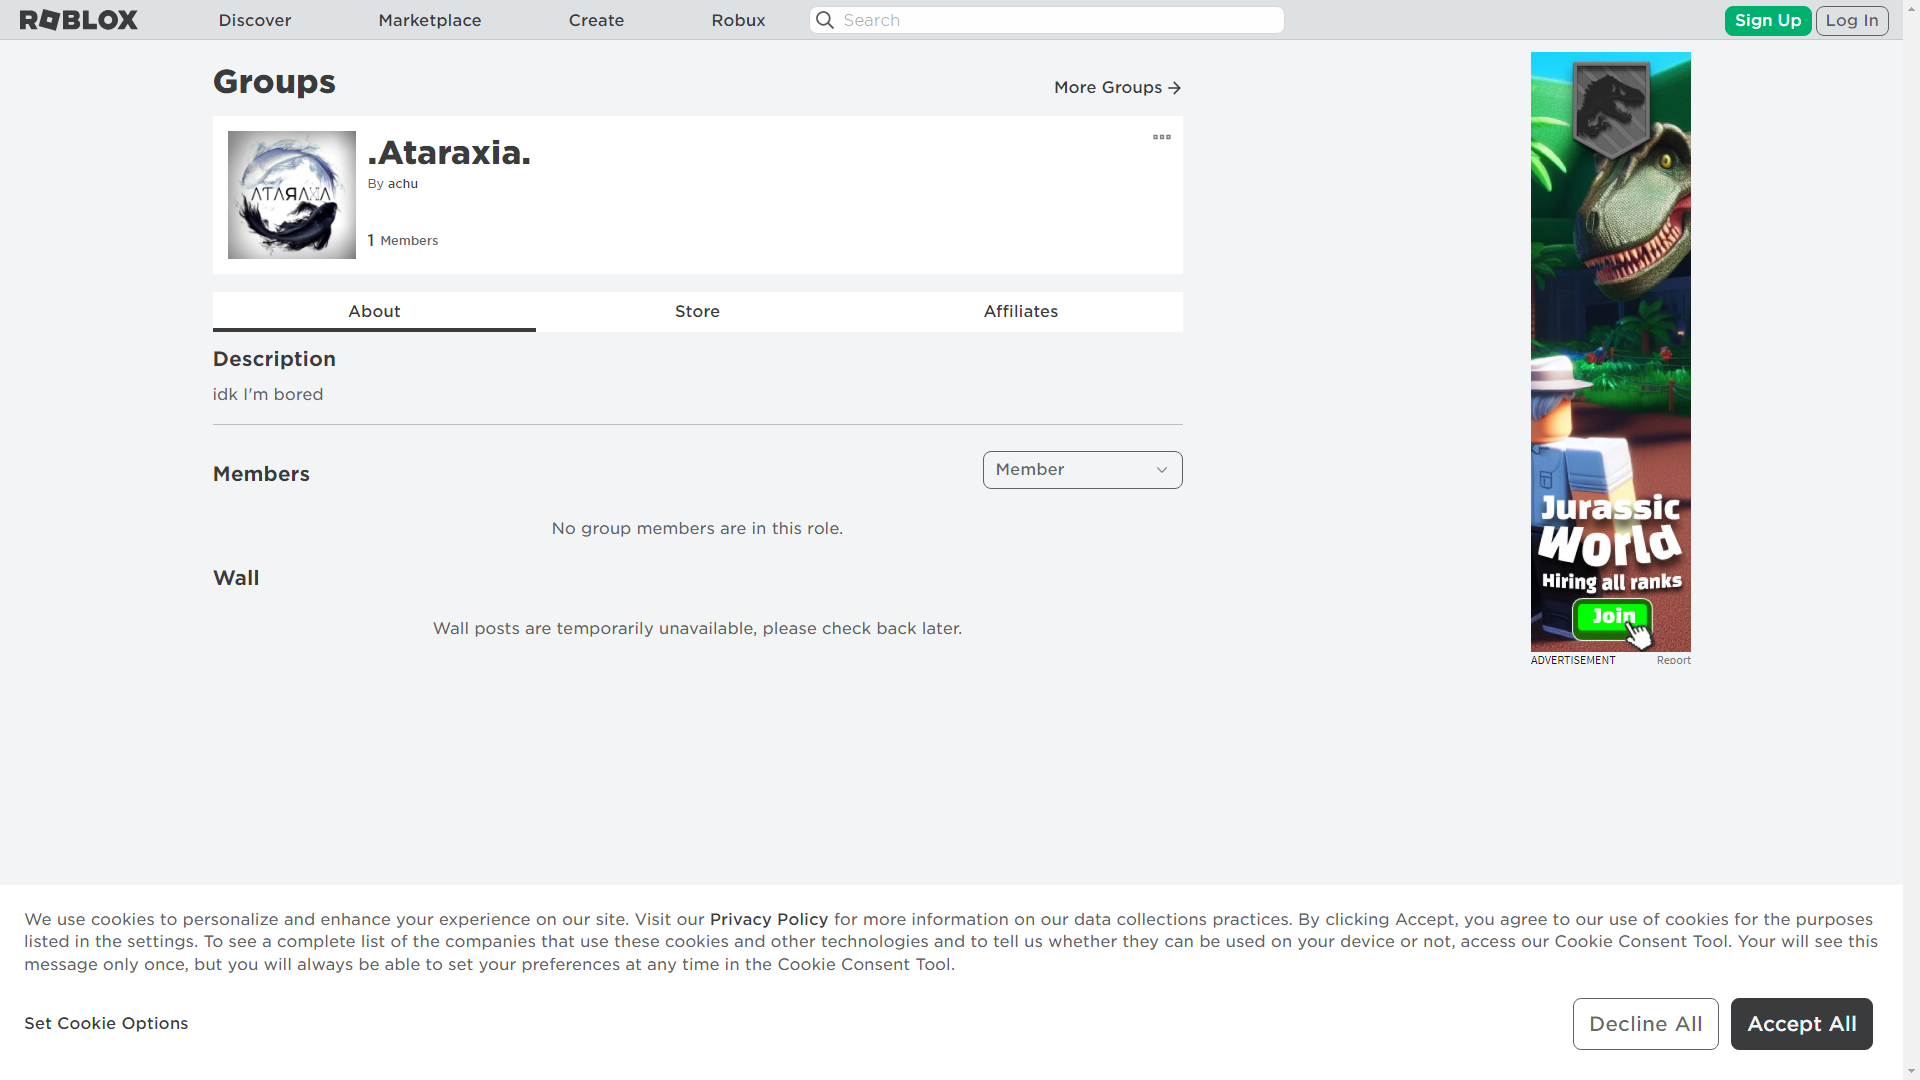 ROBLOX
Discover
Marketplace
Create
Robux
Search
Sign Up
Log In
Groups
More Groups
.Ataraxia.
By achu
1 Members
About
Store
Affiliates
Description
idk I'm bored
Members
Member
No group members are in this role.
Wall
Wall posts are temporarily unavailable, please check back later.
Jurassic
World
Hiring all ranks
Join
ADVERTISEMENT
Report
We use cookies to personalize and enhance your experience on our site. Visit our Privacy Policy for more information on our data collections practices. By clicking Accept, you agree to our use of cookies for the purposes
listed in the settings. To see a complete list of the companies that use these cookies and other technologies and to tell us whether they can be used on your device or not, access our Cookie Consent Tool. Your will see this
message only once, but you will always be able to set your preferences at any time in the Cookie Consent Tool.
Set Cookie Options
Decline All
Accept All